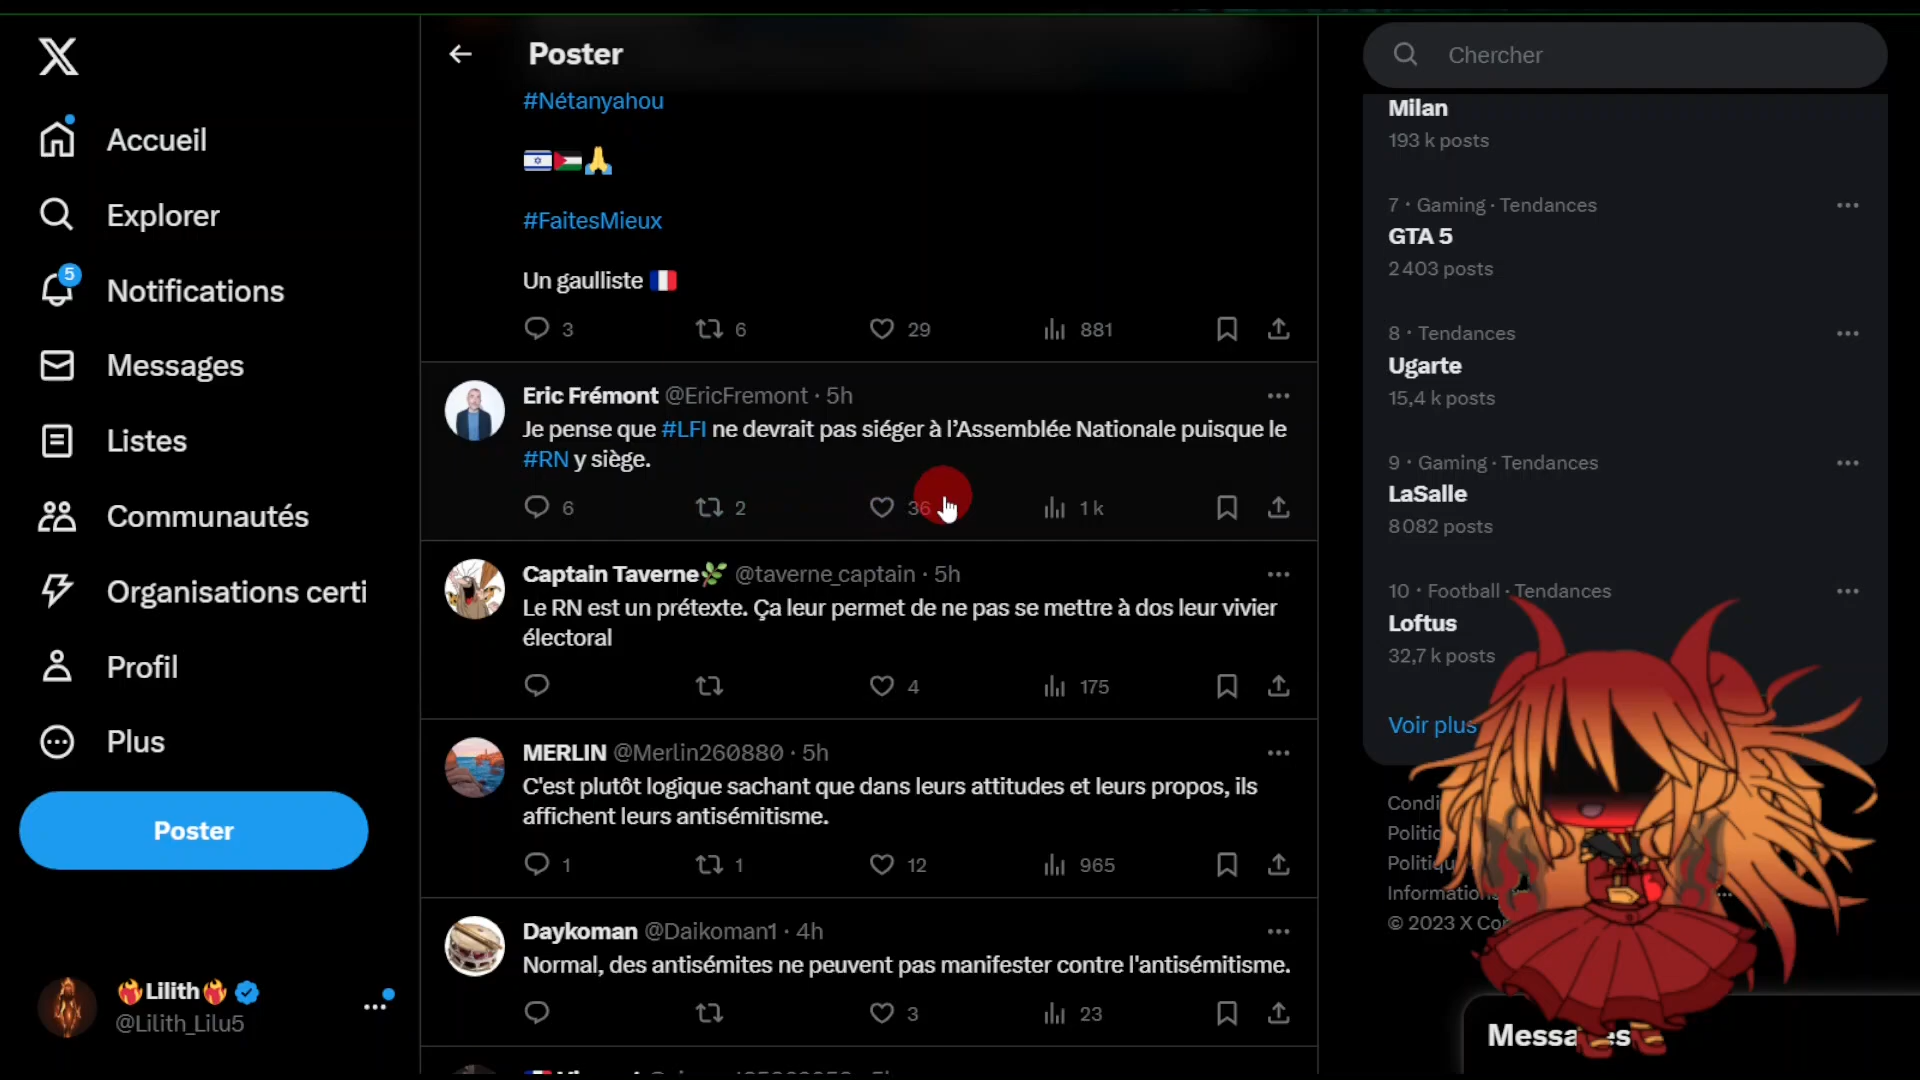 Accueil
Explorer
5
Notifications
Messages
Listes
Communautés
Organisations certi
Profil
Plus
Poster
Lilith
@Lilith_Lilu5
Poster
#Nétanyahou
#FaitesMieux
Un gaulliste
3 6 29 881
Eric Frémont @EricFremont · 5h
Je pense que #LFI ne devrait pas siéger à l'Assemblée Nationale puisque le
#RN y siège.
6 2 36 1 k
Captain Taverne @taverne_captain · 5h
Le RN est un prétexte. Ça leur permet de ne pas se mettre à dos leur vivier
électoral
4 175
MERLIN @Merlin260880 · 5h
C'est plutôt logique sachant que dans leurs attitudes et leurs propos, ils
affichent leurs antisémitisme.
1 1 12 965
Daykoman @Daikoman1 · 4h
Normal, des antisémites ne peuvent pas manifester contre l'antisémitisme.
3 23
Chercher
Milan
193 k posts
7 · Gaming · Tendances
GTA 5
2 403 posts
8 · Tendances
Ugarte
15,4 k posts
9 · Gaming · Tendances
LaSalle
8 082 posts
10 · Football · Tendances
Loftus
32,7 k posts
Voir plus
Condi
Politiq
Politiqu
Information
© 2023 X Cor
Messages